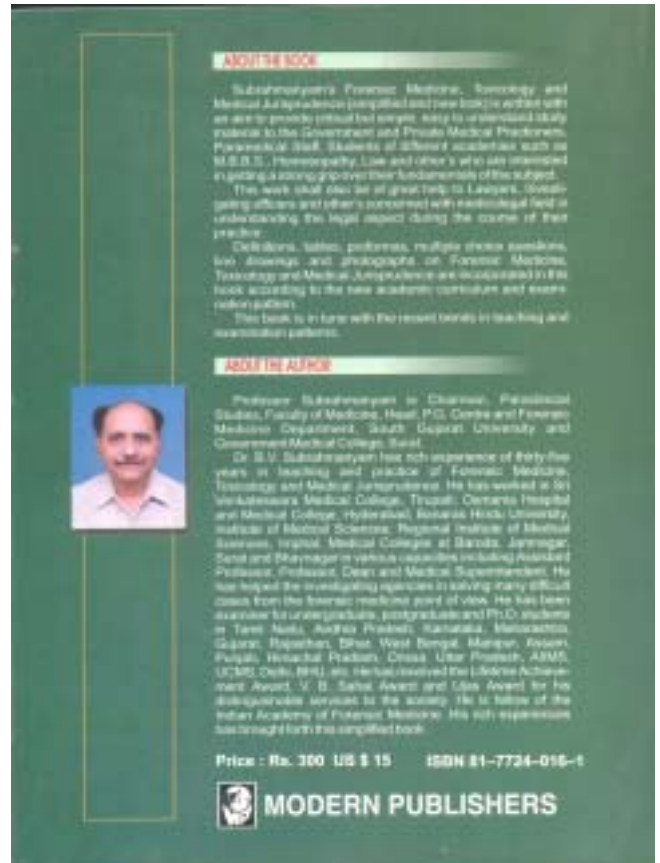 ABOUT THE BOOK
Subrahmanyam's Forensic Medicine, Toxicology and
Medical Jurisprudence (simplified and new look) is written with
an aim to provide critical but simple, easy to understand study
material to the Government and Private Medical Practioners,
Paramedical Staff, Students of different academies such as
M.B.B.S., Homoeopathy, Law and other's who are interested
in getting a strong grip over their fundamentals of the subject.
This work shall also be of great help to Lawyers, Investi-
gating officers and other's concerned with medicolegal field in
understanding the legal aspect during the course of their
practice.
Definitions, tables, proformas, multiple choice questions,
line drawings and photographs on Forensic Medicine,
Toxicology and Medical Jurisprudence are incorporated in this
book according to the new academic curriculum and exami-
nation pattern.
This book is in tune with the recent trends in teaching and
examination patterns.
ABOUT THE AUTHOR
Professor Subrahmanyam is Chairman, Paraclinical
Studies, Faculty of Medicine, Head, P.G. Centre and Forensic
Medicine Department, South Gujarat University and
Government Medical College, Surat.
Dr. B.V. Subrahmanyam has rich experience of thirty-five
years in teaching and practice of Forensic Medicine,
Toxicology and Medical Jurisprudence. He has worked in Sri
Venkateswara Medical College, Tirupati, Osmania Hospital
and Medical College, Hyderabad, Banaras Hindu University,
Institute of Medical Sciences, Regional Institute of Medical
Sciences, Imphal, Medical Colleges at Baroda, Jamnagar,
Surat and Bhavnagar in various capacities including Assistant
Professor, Professor, Dean and Medical Superintendent. He
has helped the investigating agencies in solving many difficult
cases from the forensic medicine point of view. He has been
examiner for undergraduate, postgraduate and Ph.D. students
in Tamil Nadu, Andhra Pradesh, Karnataka, Maharashtra,
Gujarat, Rajasthan, Bihar, West Bengal, Manipur, Assam,
Punjab, Himachal Pradesh, Orissa, Uttar Pradesh, AIIMS,
UCMS, Delhi, BHU, etc. He has received the Lifetime Achieve-
ment Award, V. B. Sahai Award and Ujas Award for his
distinguishable services to the society. He is fellow of the
Indian Academy of Forensic Medicine. His rich experiences
has brought forth this simplified book.
Price : Rs. 300 US $ 15 ISBN 81-7724-016-1
MODERN PUBLISHERS